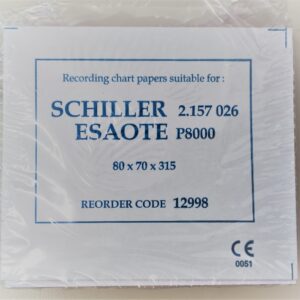 Recording chart papers suitable for :
SCHILLER 2.157 026
ESAOTE P8000
80 x 70 x 315
REORDER CODE 12998
CE
0051